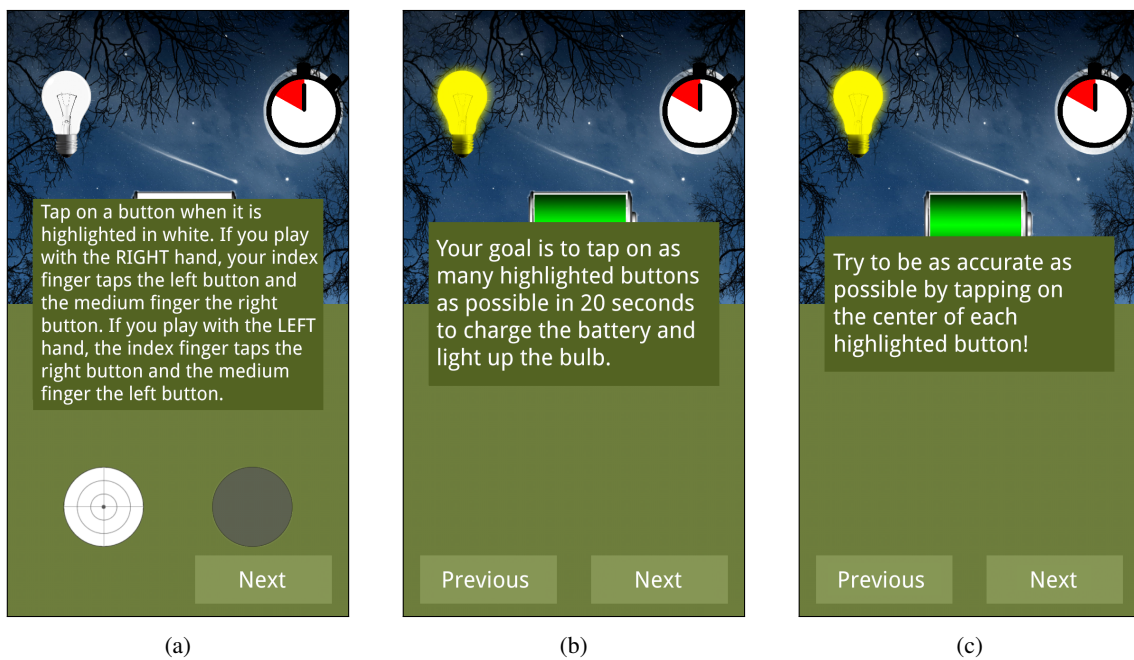 Tap on a button when it is
highlighted in white. If you play
with the RIGHT hand, your index
finger taps the left button and
the medium finger the right
button. If you play with the LEFT
hand, the index finger taps the
right button and the medium
finger the left button.
Next
(a)
Your goal is to tap on as
many highlighted buttons
as possible in 20 seconds
to charge the battery and
light up the bulb.
Previous
Next
(b)
Try to be as accurate as
possible by tapping on
the center of each
highlighted button!
Previous
Next
(c)